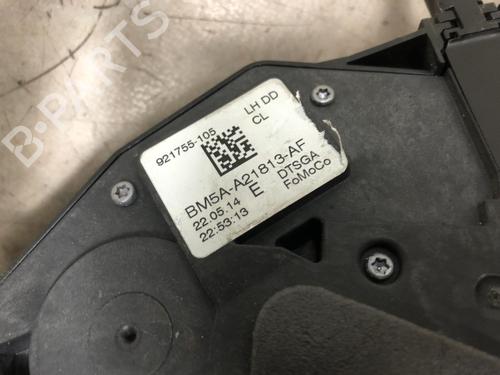 B-PARTS
921755-105
LH DD
CL
BM5A-A21813-AF
22.05.14
E
DTSGA
22:53:13
FoMoCo